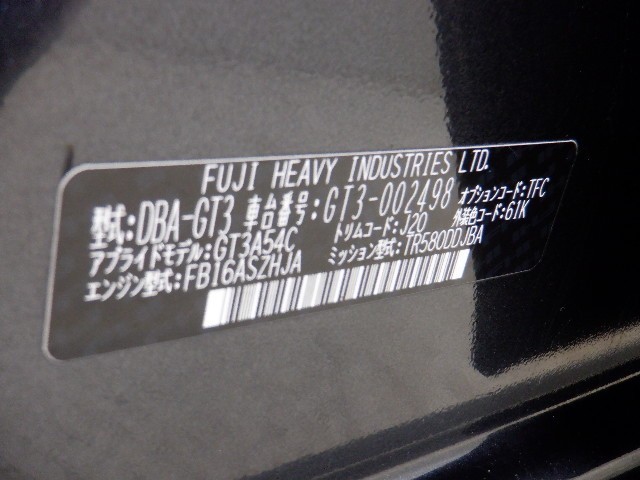 FUJI HEAVY INDUSTRIES LTD.
型式:DBA-GT3 車台番号:GT3-002498 オプションコード:TFC
アプライドモデル:GT3A54C トリムコード:J20 外装色コード:61K
エンジン型式:FB16ASZHJA ミッション型式:TR580DDJBA